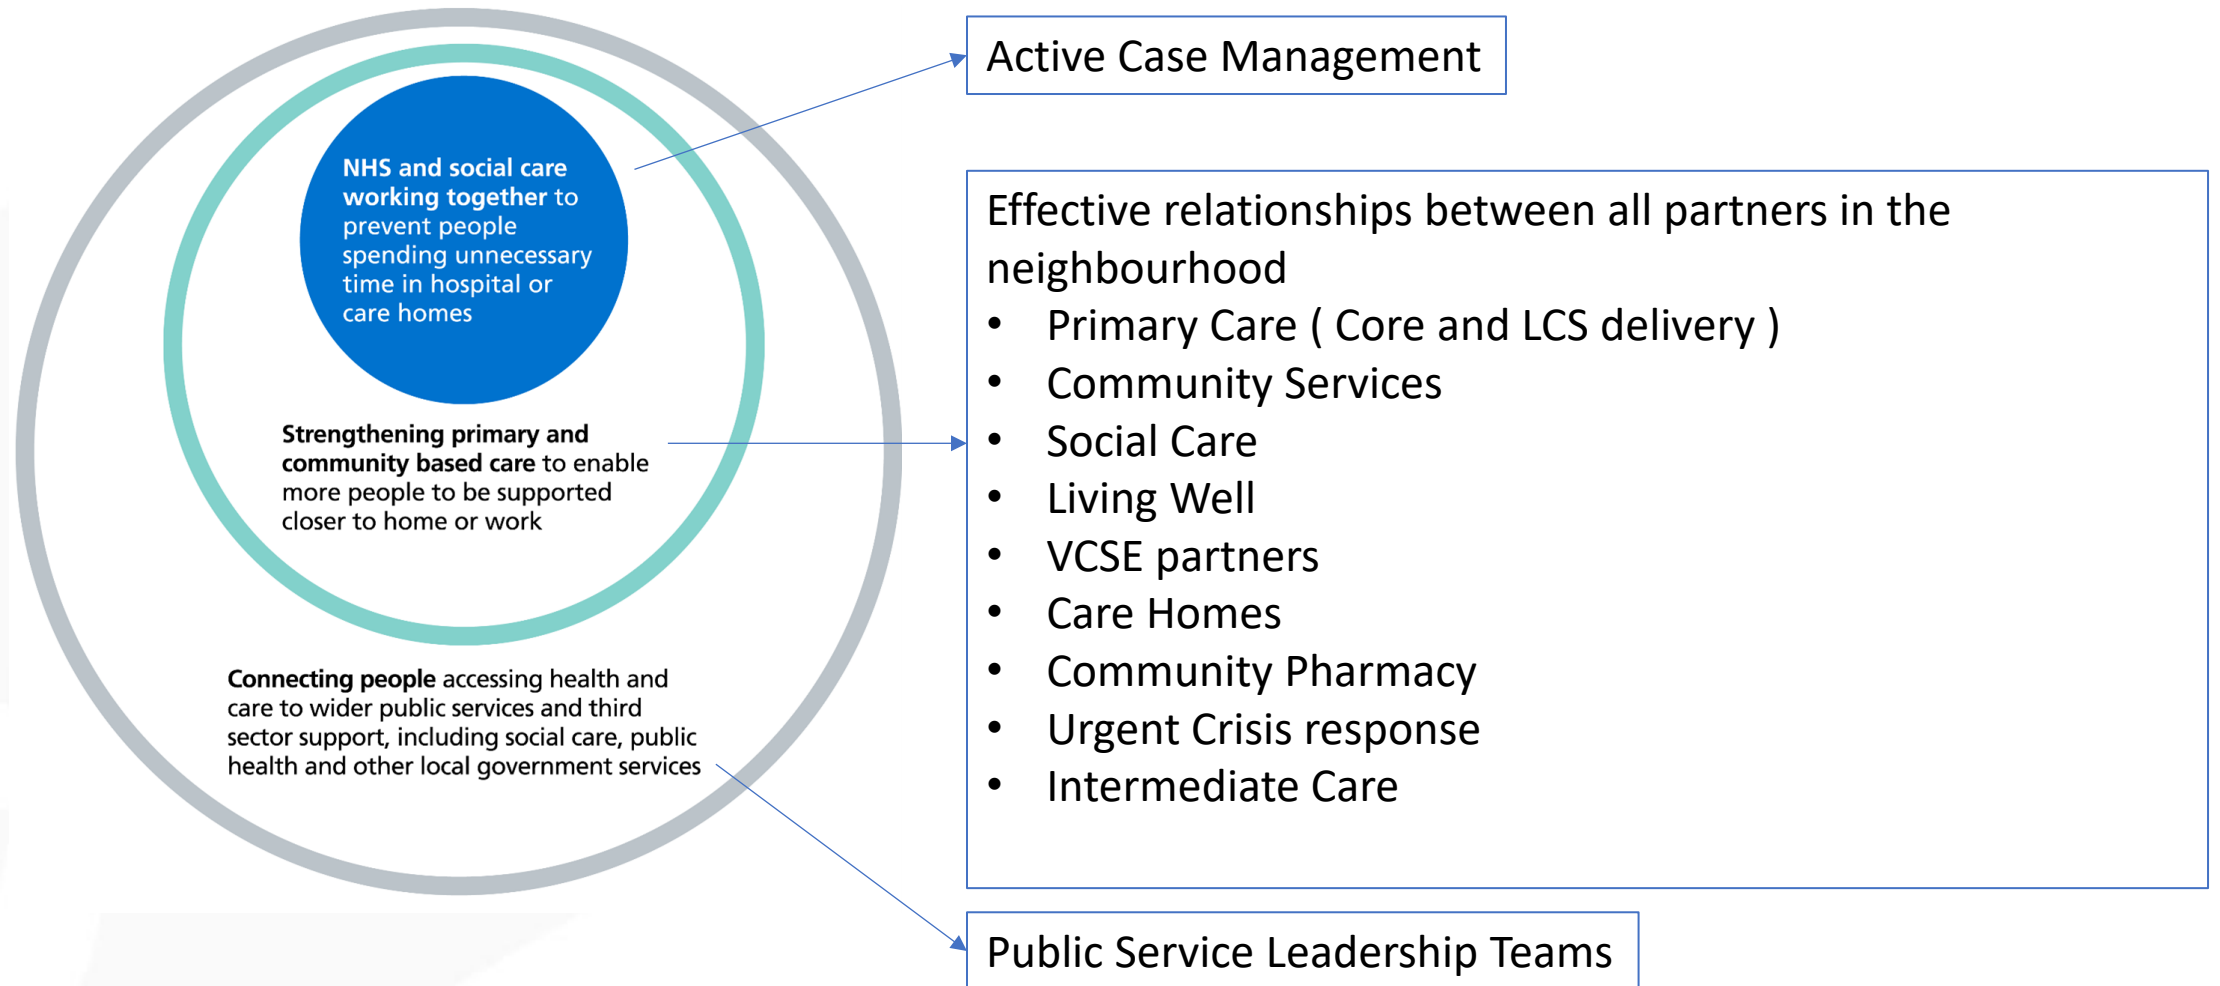 NHS and social care
working together to
prevent people
spending unnecessary
time in hospital or
care homes
Strengthening primary and
community based care to enable
more people to be supported
closer to home or work
Connecting people accessing health and
care to wider public services and third
sector support, including social care, public
health and other local government services
Active Case Management
Effective relationships between all partners in the
neighbourhood
• Primary Care ( Core and LCS delivery )
• Community Services
• Social Care
• Living Well
• VCSE partners
• Care Homes
• Community Pharmacy
• Urgent Crisis response
• Intermediate Care
Public Service Leadership Teams